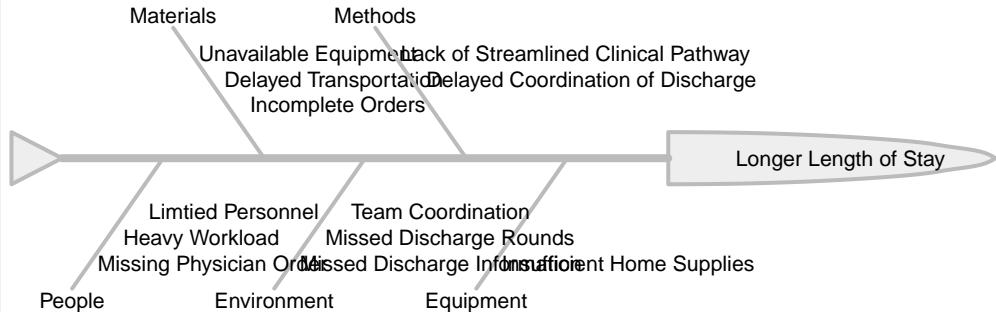 Materials
Methods
Unavailable Equipment
Lack of Streamlined Clinical Pathway
Delayed Transportation
Delayed Coordination of Discharge
Incomplete Orders
Longer Length of Stay
Limtied Personnel
Team Coordination
Heavy Workload
Missed Discharge Rounds
Missing Physician Order
Missed Discharge Information
Insufficient Home Supplies
People
Environment
Equipment